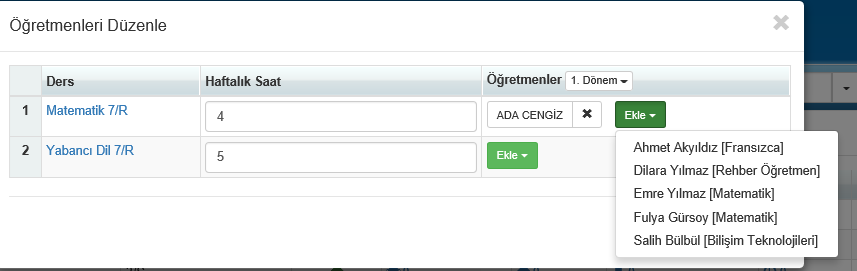 Öğretmenleri Düzenle ×
Ders Haftalık Saat Öğretmenler 1. Dönem
1 Matematik 7/R 4 ADA CENGİZ ✖ Ekle
2 Yabancı Dil 7/R 5 Ekle
Ahmet Akyıldız [Fransızca]
Dilara Yılmaz [Rehber Öğretmen]
Emre Yılmaz [Matematik]
Fulya Gürsoy [Matematik]
Salih Bülbül [Bilişim Teknolojileri]